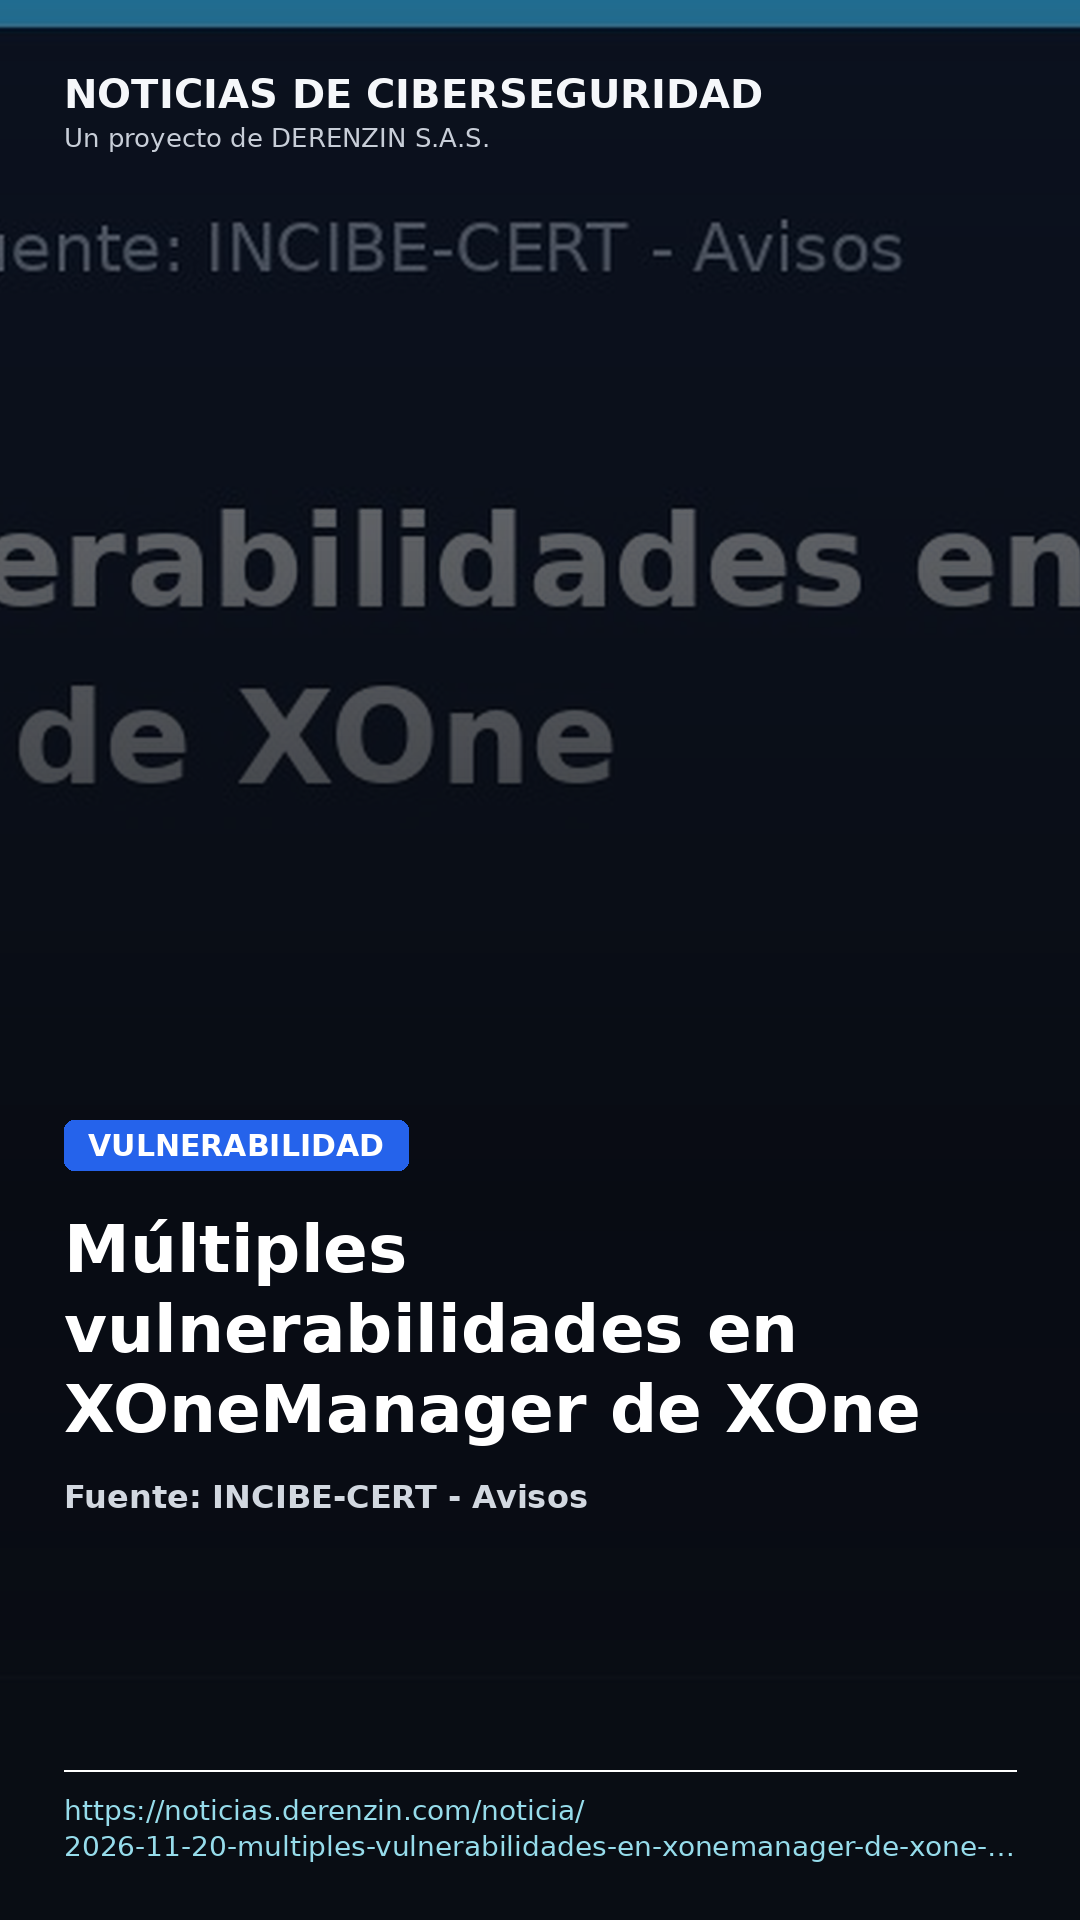 NOTICIAS DE CIBERSEGURIDAD
Un proyecto de DERENZIN S.A.S.
uente: INCIBE-CERT - Avisos
erabilidades en
de XOne
VULNERABILIDAD
Múltiples
vulnerabilidades en
XOneManager de XOne
Fuente: INCIBE-CERT - Avisos
https://noticias.derenzin.com/noticia/
2026-11-20-multiples-vulnerabilidades-en-xonemanager-de-xone-…